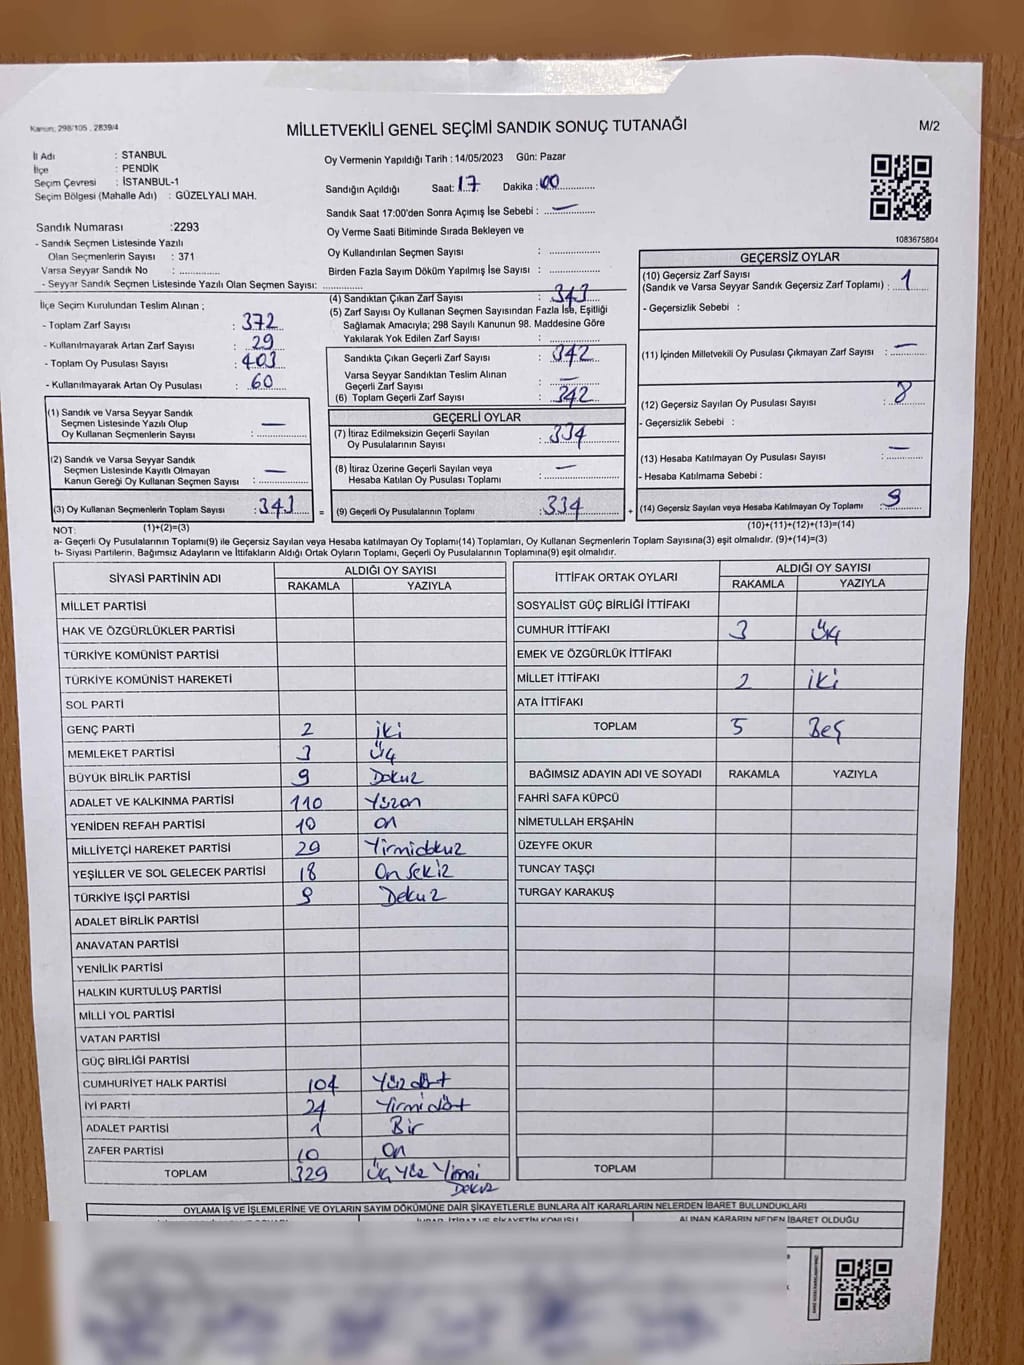 Kanun, 298/105 , 2839/4
MİLLETVEKİLİ GENEL SEÇİMİ SANDIK SONUÇ TUTANAĞI
M/2
İl Adı : STANBUL
İlçe : PENDİK
Seçim Çevresi : İSTANBUL-1
Seçim Bölgesi (Mahalle Adı) : GÜZELYALI MAH.
Sandık Numarası :2293
- Sandık Seçmen Listesinde Yazılı
Olan Seçmenlerin Sayısı : 371
Varsa Seyyar Sandık No : ..............
- Seyyar Sandık Seçmen Listesinde Yazılı Olan Seçmen Sayısı: ..............
Oy Vermenin Yapıldığı Tarih : 14/05/2023 Gün: Pazar
Sandığın Açıldığı Saat: 17 Dakika : 00
Sandık Saat 17:00'den Sonra Açımış İse Sebebi : —
Oy Verme Saati Bitiminde Sırada Bekleyen ve
Oy Kullandırılan Seçmen Sayısı : ..............
Birden Fazla Sayım Döküm Yapılmış İse Sayısı : ..............
1083675804
İlçe Seçim Kurulundan Teslim Alınan ;
- Toplam Zarf Sayısı : 372
- Kullanılmayarak Artan Zarf Sayısı : 29
- Toplam Oy Pusulası Sayısı : 403
- Kullanılmayarak Artan Oy Pusulası : 60
(1) Sandık ve Varsa Seyyar Sandık
Seçmen Listesinde Yazılı Olup
Oy Kullanan Seçmenlerin Sayısı : —
(2) Sandık ve Varsa Seyyar Sandık
Seçmen Listesinde Kayıtlı Olmayan
Kanun Gereği Oy Kullanan Seçmen Sayısı : —
(3) Oy Kullanan Seçmenlerin Toplam Sayısı : 343
(4) Sandıktan Çıkan Zarf Sayısı : 343
(5) Zarf Sayısı Oy Kullanan Seçmen Sayısından Fazla İse, Eşitliği
Sağlamak Amacıyla; 298 Sayılı Kanunun 98. Maddesine Göre
Yakılarak Yok Edilen Zarf Sayısı : ..............
Sandıkta Çıkan Geçerli Zarf Sayısı : 342
Varsa Seyyar Sandıktan Teslim Alınan
Geçerli Zarf Sayısı : —
(6) Toplam Geçerli Zarf Sayısı : 342
GEÇERLİ OYLAR
(7) İtiraz Edilmeksizin Geçerli Sayılan
Oy Pusulalarının Sayısı : 334
(8) İtiraz Üzerine Geçerli Sayılan veya
Hesaba Katılan Oy Pusulası Toplamı : —
= (9) Geçerli Oy Pusulalarının Toplamı : 334
GEÇERSİZ OYLAR
(10) Geçersiz Zarf Sayısı
(Sandık ve Varsa Seyyar Sandık Geçersiz Zarf Toplamı) : 1
- Geçersizlik Sebebi :
(11) İçinden Milletvekili Oy Pusulası Çıkmayan Zarf Sayısı : —
(12) Geçersiz Sayılan Oy Pusulası Sayısı : 8
- Geçersizlik Sebebi :
(13) Hesaba Katılmayan Oy Pusulası Sayısı : —
- Hesaba Katılmama Sebebi :
+ (14) Geçersiz Sayılan veya Hesaba Katılmayan Oy Toplamı : 9
NOT: (1)+(2)=(3)
(10)+(11)+(12)+(13)=(14)
a- Geçerli Oy Pusulalarının Toplamı(9) ile Geçersiz Sayılan veya Hesaba katılmayan Oy Toplamı(14) Toplamları, Oy Kullanan Seçmenlerin Toplam Sayısına(3) eşit olmalıdır. (9)+(14)=(3)
b- Siyasi Partilerin, Bağımsız Adayların ve İttifakların Aldığı Ortak Oyların Toplamı, Geçerli Oy Pusulalarının Toplamına(9) eşit olmalıdır.
SİYASİ PARTİNİN ADI
ALDIĞI OY SAYISI
RAKAMLA YAZIYLA
MİLLET PARTİSİ
HAK VE ÖZGÜRLÜKLER PARTİSİ
TÜRKİYE KOMÜNİST PARTİSİ
TÜRKİYE KOMÜNİST HAREKETİ
SOL PARTİ
GENÇ PARTİ 2 iki
MEMLEKET PARTİSİ 3 üç
BÜYÜK BİRLİK PARTİSİ 9 Dokuz
ADALET VE KALKINMA PARTİSİ 110 Yüzon
YENİDEN REFAH PARTİSİ 10 on
MİLLİYETÇİ HAREKET PARTİSİ 29 Yirmidokuz
YEŞİLLER VE SOL GELECEK PARTİSİ 18 On sekiz
TÜRKİYE İŞÇİ PARTİSİ 9 Dokuz
ADALET BİRLİK PARTİSİ
ANAVATAN PARTİSİ
YENİLİK PARTİSİ
HALKIN KURTULUŞ PARTİSİ
MİLLİ YOL PARTİSİ
VATAN PARTİSİ
GÜÇ BİRLİĞİ PARTİSİ
CUMHURİYET HALK PARTİSİ 104 Yüz dört
İYİ PARTİ 24 Yirmi dört
ADALET PARTİSİ 1 Bir
ZAFER PARTİSİ 10 On
TOPLAM 329 Üç Yüz Yirmi
Dokuz
İTTİFAK ORTAK OYLARI
ALDIĞI OY SAYISI
RAKAMLA YAZIYLA
SOSYALİST GÜÇ BİRLİĞİ İTTİFAKI
CUMHUR İTTİFAKI 3 üç
EMEK VE ÖZGÜRLÜK İTTİFAKI
MİLLET İTTİFAKI 2 iki
ATA İTTİFAKI
TOPLAM 5 Beş
BAĞIMSIZ ADAYIN ADI VE SOYADI RAKAMLA YAZIYLA
FAHRİ SAFA KÜPCÜ
NİMETULLAH ERŞAHİN
ÜZEYFE OKUR
TUNCAY TAŞÇI
TURGAY KARAKUŞ
TOPLAM
OYLAMA İŞ VE İŞLEMLERİNE VE OYLARIN SAYIM DÖKÜMÜNE DAİR ŞİKAYETLERLE BUNLARA AİT KARARLARIN NELERDEN İBARET BULUNDUKLARI
ALINAN KARARIN NEDEN İBARET OLDUĞU